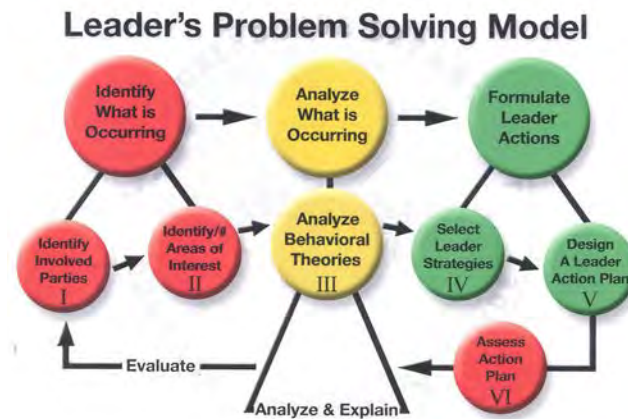 Leader's Problem Solving Model
Identify
What is
Occurring
Analyze
What is
Occurring
Formulate
Leader
Actions
Identify
Involved
Parties
I
Identify/#
Areas of
Interest
II
Analyze
Behavioral
Theories
III
Select
Leader
Strategies
IV
Design
A Leader
Action Plan
V
Evaluate
Assess
Action
Plan
VI
Analyze & Explain